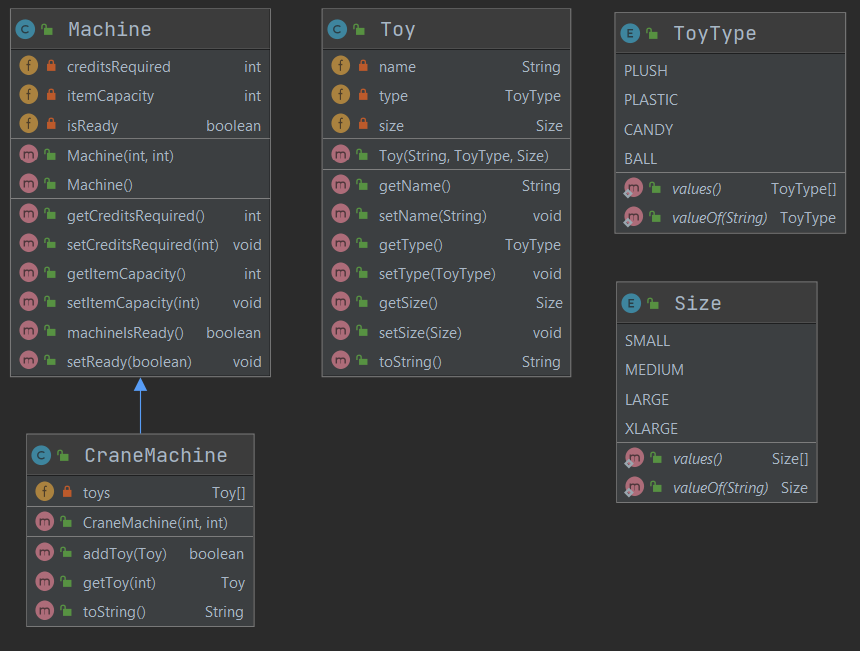 Machine
creditsRequired int
itemCapacity int
isReady boolean
Machine(int, int)
Machine()
getCreditsRequired() int
setCreditsRequired(int) void
getItemCapacity() int
setItemCapacity(int) void
machineIsReady() boolean
setReady(boolean) void
Toy
name String
type ToyType
size Size
Toy(String, ToyType, Size)
getName() String
setName(String) void
getType() ToyType
setType(ToyType) void
getSize() Size
setSize(Size) void
toString() String
ToyType
PLUSH
PLASTIC
CANDY
BALL
values() ToyType[]
valueOf(String) ToyType
Size
SMALL
MEDIUM
LARGE
XLARGE
values() Size[]
valueOf(String) Size
CraneMachine
toys Toy[]
CraneMachine(int, int)
addToy(Toy) boolean
getToy(int) Toy
toString() String